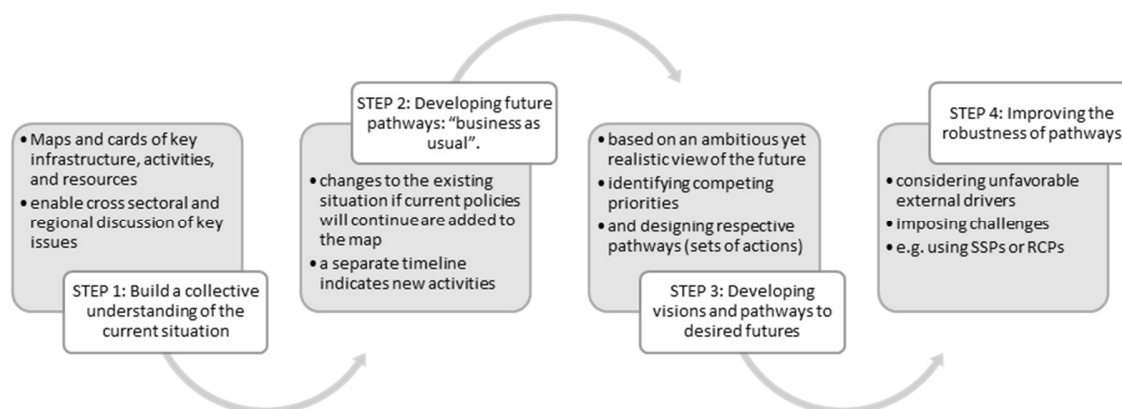 • Maps and cards of key
infrastructure, activities,
and resources
• enable cross sectoral and
regional discussion of key
issues
STEP 1: Build a collective
understanding of the
current situation
STEP 2: Developing future
pathways: “business as
usual”.
• changes to the existing
situation if current policies
will continue are added to
the map
• a separate timeline
indicates new activities
• based on an ambitious yet
realistic view of the future
• identifying competing
priorities
• and designing respective
pathways (sets of actions)
STEP 3: Developing
visions and pathways to
desired futures
STEP 4: Improving the
robustness of pathways
• considering unfavorable
external drivers
• imposing challenges
• e.g. using SSPs or RCPs